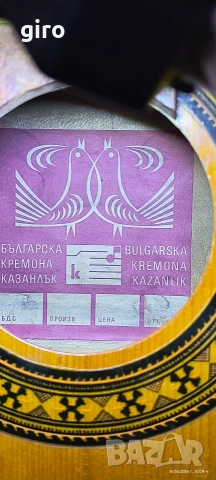 giro
БЪЛГАРСКА BULGARSKA
КРЕМОНА k KREMONA
КАЗАНЛЪК KAZANLIK
БДС ПРОИЗВ. ЦЕНА
BAZAR